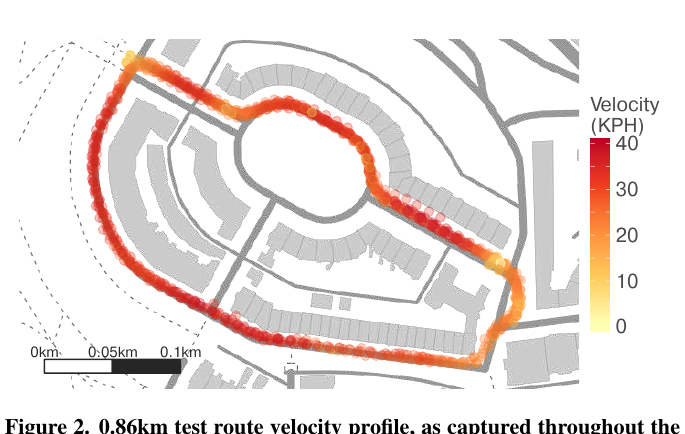 Velocity
(KPH)
40
30
20
10
0
0km 0.05km 0.1km
Figure 2. 0.86km test route velocity profile, as captured throughout the